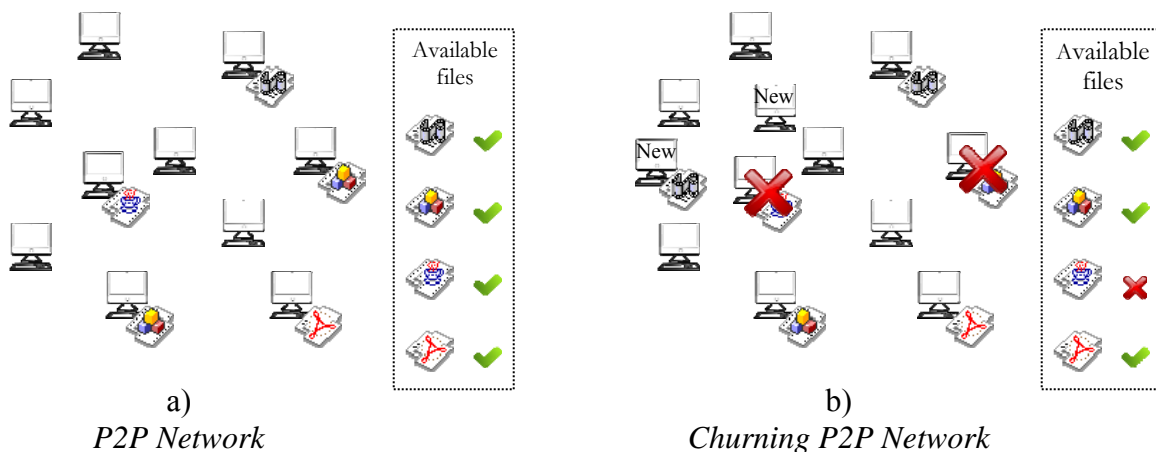 Available
files
a)
P2P Network
New
New
Available
files
b)
Churning P2P Network